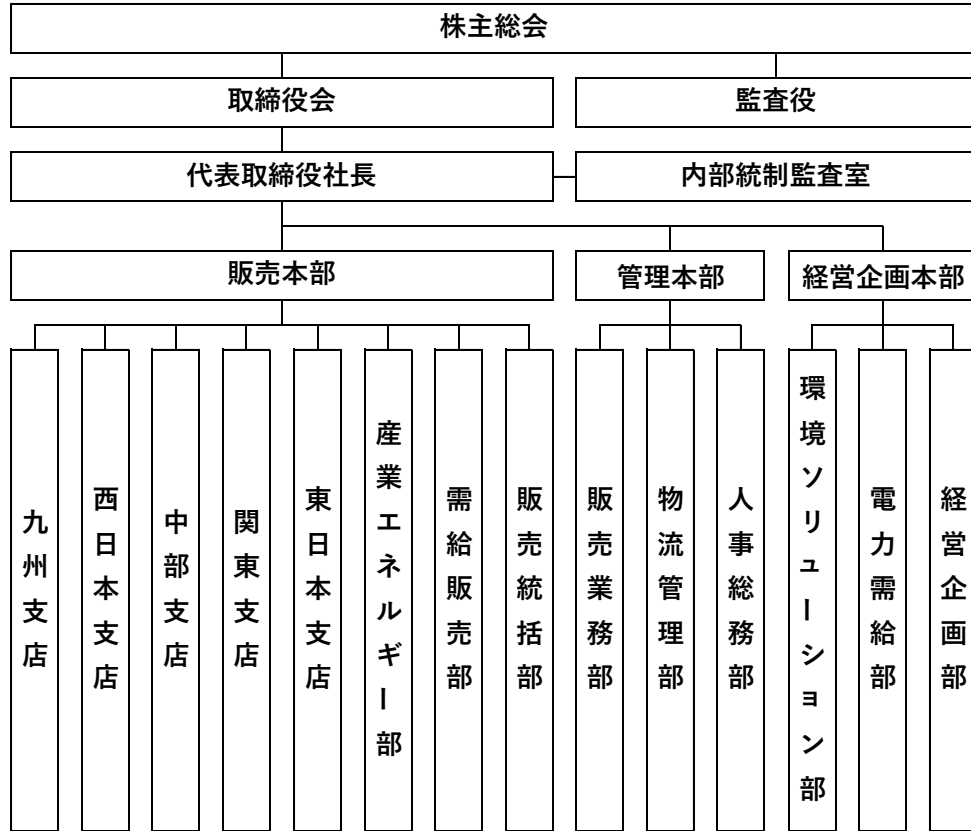 株主総会
取締役会
監査役
代表取締役社長
内部統制監査室
販売本部
管理本部
経営企画本部
九州支店
西日本支店
中部支店
関東支店
東日本支店
産業エネルギー部
需給販売部
販売統括部
販売業務部
物流管理部
人事総務部
環境ソリューション部
電力需給部
経営企画部